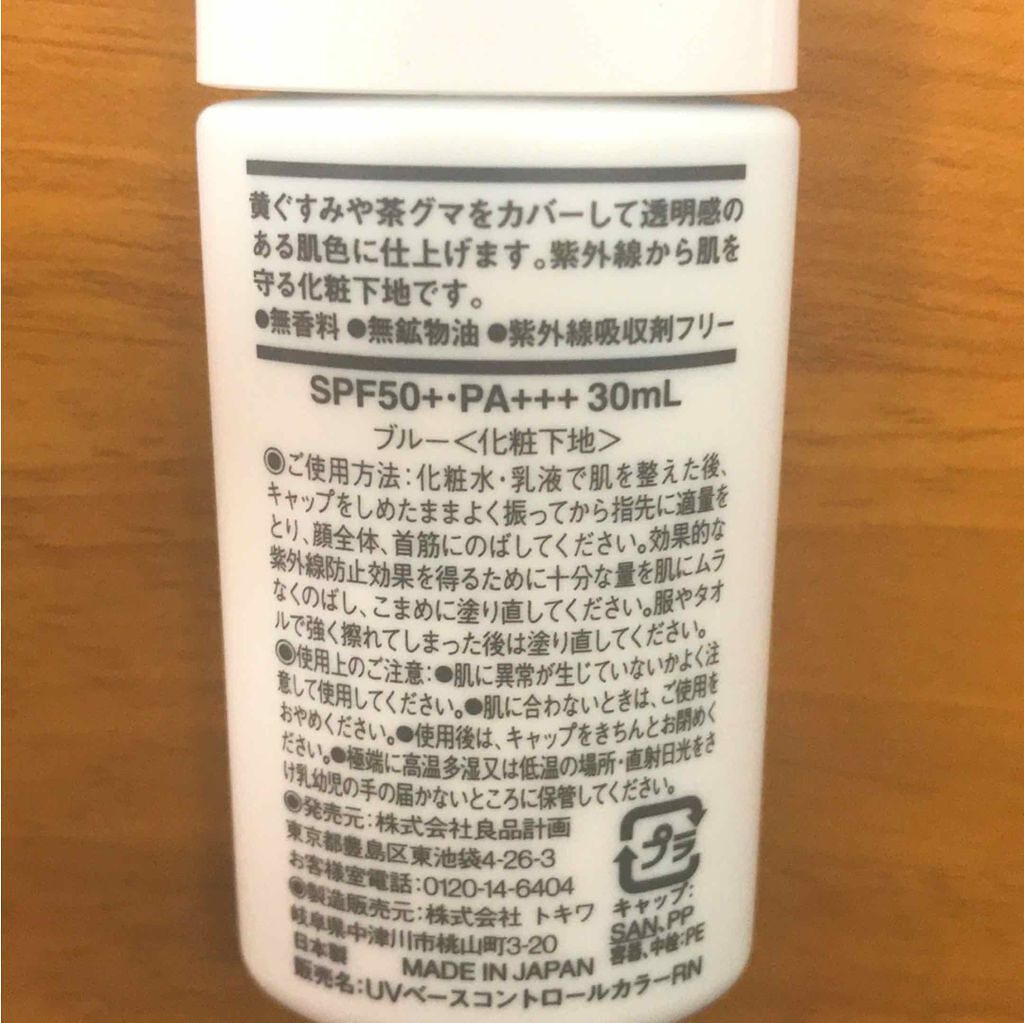 黄ぐすみや茶グマをカバーして透明感の
ある肌色に仕上げます。紫外線から肌を
守る化粧下地です。
●無香料 ●無鉱物油 ●紫外線吸収剤フリー
SPF50+・PA+++ 30mL
ブルー＜化粧下地＞
◉ご使用方法：化粧水・乳液で肌を整えた後、
キャップをしめたままよく振ってから指先に適量を
とり、顔全体、首筋にのばしてください。効果的な
紫外線防止効果を得るために十分な量を肌にムラ
なくのばし、こまめに塗り直してください。服やタオ
ルで強く擦れてしまった後は塗り直してください。
◉使用上のご注意：●肌に異常が生じていないかよく注
意して使用してください。●肌に合わないときは、ご使用を
おやめください。●使用後は、キャップをきちんとお閉めく
ださい。●極端に高温多湿又は低温の場所・直射日光をさ
け乳幼児の手の届かないところに保管してください。
◉発売元：株式会社良品計画
東京都豊島区東池袋4-26-3
お客様室電話：0120-14-6404
◉製造販売元：株式会社 トキワ
岐阜県中津川市桃山町3-20
日本製 MADE IN JAPAN
販売名：UVベースコントロールカラーRN
プラ
キャップ：
SAN、PP
容器、中栓：PE